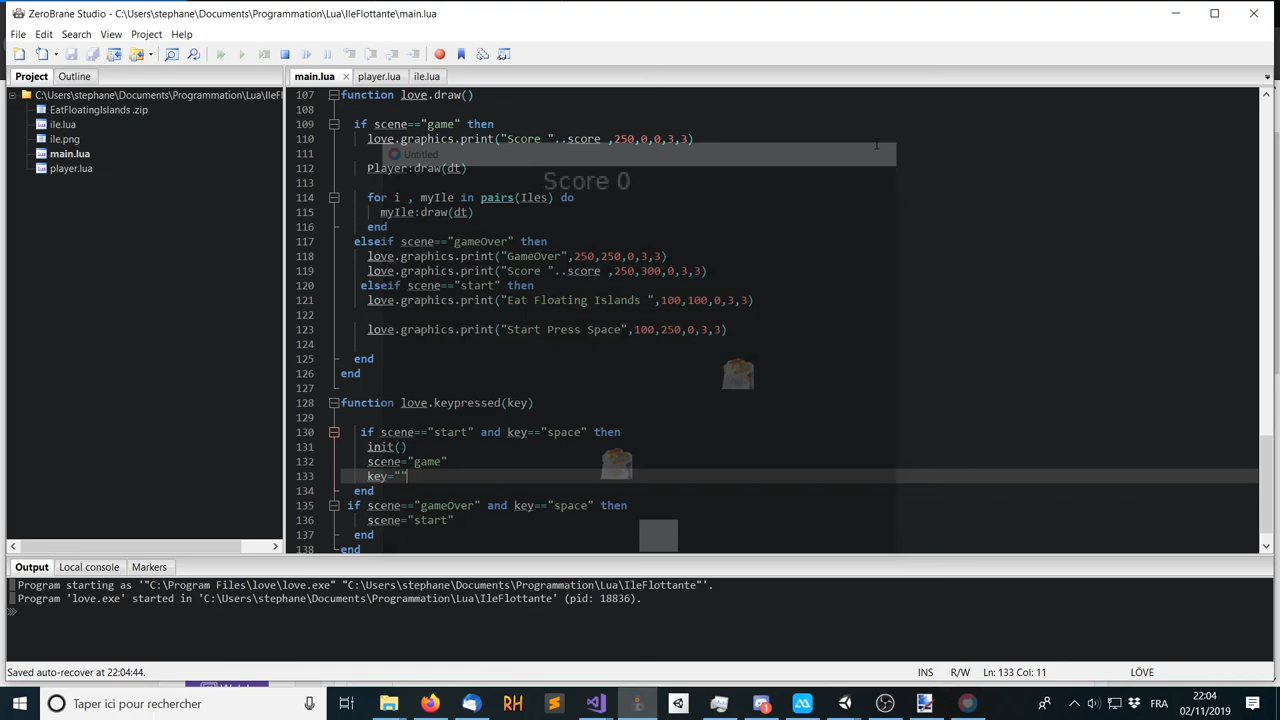 ZeroBrane Studio - C:\Users\stephane\Documents\Programmation\Lua\IleFlottante\main.lua
File Edit Search View Project Help
Project Outline
main.lua player.lua ile.lua
C:\Users\stephane\Documents\Programmation\Lua\IleFl
EatFloatingIslands .zip
ile.lua
ile.png
main.lua
player.lua
107 function love.draw()
108
109 if scene=="game" then
110 love.graphics.print("Score "..score ,250,0,0,3,3)
111
112 Player:draw(dt)
113
114 for i , myIle in pairs(Iles) do
115 myIle:draw(dt)
116 end
117 elseif scene=="gameOver" then
118 love.graphics.print("GameOver",250,250,0,3,3)
119 love.graphics.print("Score "..score ,250,300,0,3,3)
120 elseif scene=="start" then
121 love.graphics.print("Eat Floating Islands ",100,100,0,3,3)
122
123 love.graphics.print("Start Press Space",100,250,0,3,3)
124
125 end
126 end
127
128 function love.keypressed(key)
129
130 if scene=="start" and key=="space" then
131 init()
132 scene="game"
133 key=""
134 end
135 if scene=="gameOver" and key=="space" then
136 scene="start"
137 end
138 end
Untitled
Score 0
Output Local console Markers
Program starting as '"C:\Program Files\love\love.exe" "C:\Users\stephane\Documents\Programmation\Lua\IleFlottante"'.
Program 'love.exe' started in 'C:\Users\stephane\Documents\Programmation\Lua\IleFlottante' (pid: 18836).
Saved auto-recover at 22:04:44. INS R/W Ln: 133 Col: 11 LÖVE
Taper ici pour rechercher
RH
FR
22:04
02/11/2019